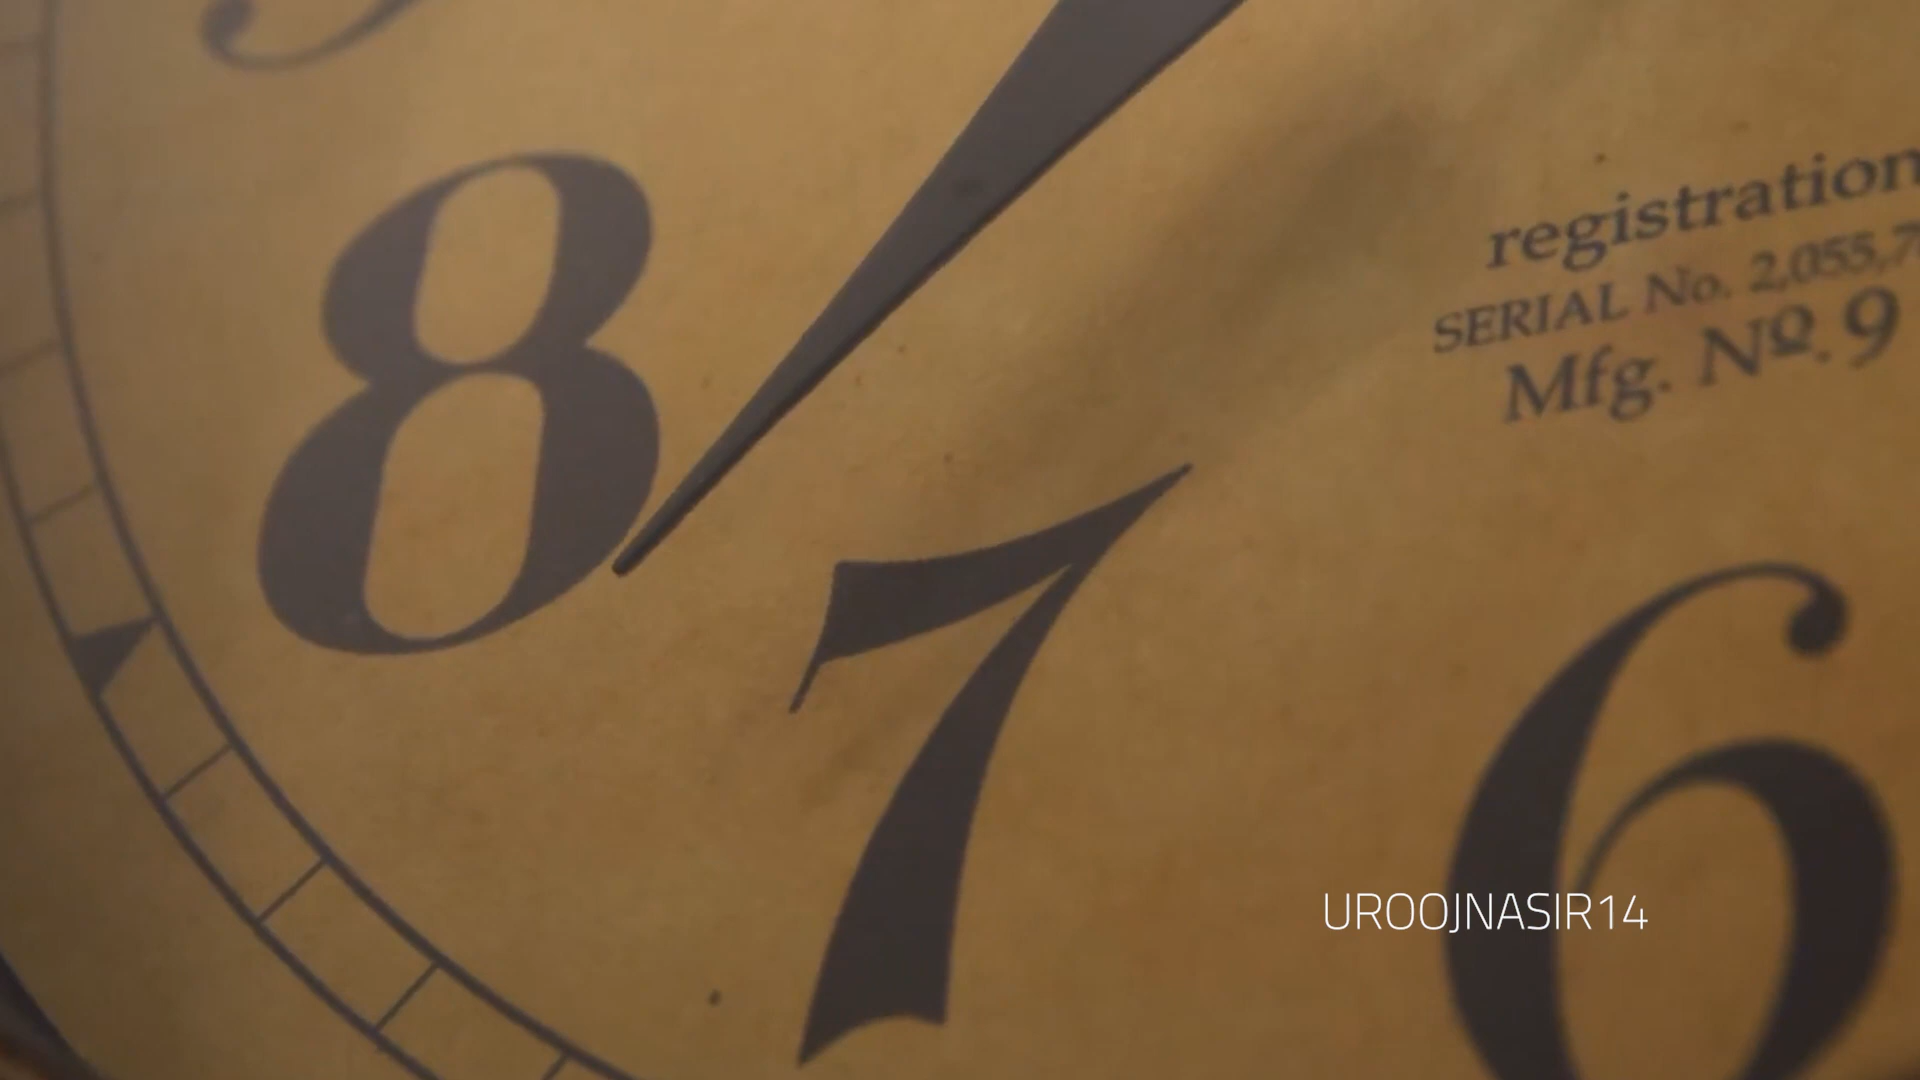 8
registration
SERIAL No. 2,055,7
Mfg. Nº. 9
7
6
UROOJNASIR14